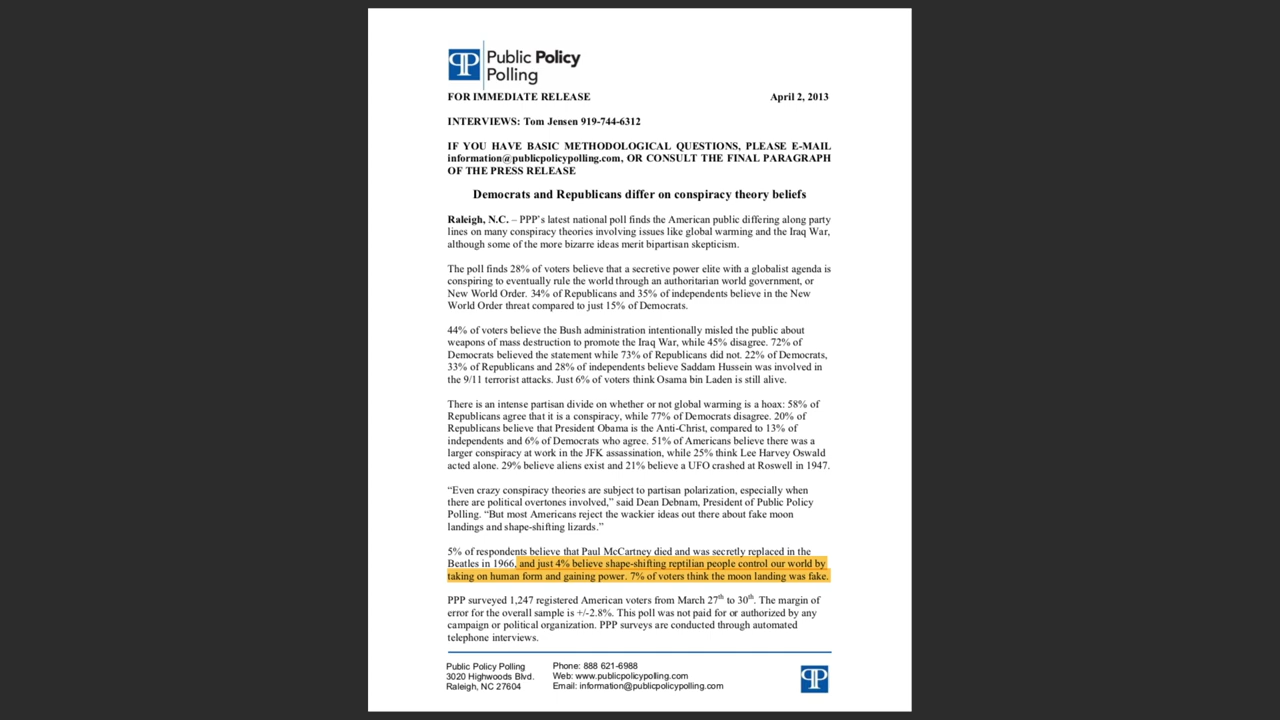 Public Policy
Polling
FOR IMMEDIATE RELEASE April 2, 2013
INTERVIEWS: Tom Jensen 919-744-6312
IF YOU HAVE BASIC METHODOLOGICAL QUESTIONS, PLEASE E-MAIL
information@publicpolicypolling.com, OR CONSULT THE FINAL PARAGRAPH
OF THE PRESS RELEASE
Democrats and Republicans differ on conspiracy theory beliefs
Raleigh, N.C. – PPP's latest national poll finds the American public differing along party
lines on many conspiracy theories involving issues like global warming and the Iraq War,
although some of the more bizarre ideas merit bipartisan skepticism.
The poll finds 28% of voters believe that a secretive power elite with a globalist agenda is
conspiring to eventually rule the world through an authoritarian world government, or
New World Order. 34% of Republicans and 35% of independents believe in the New
World Order threat compared to just 15% of Democrats.
44% of voters believe the Bush administration intentionally misled the public about
weapons of mass destruction to promote the Iraq War, while 45% disagree. 72% of
Democrats believed the statement while 73% of Republicans did not. 22% of Democrats,
33% of Republicans and 28% of independents believe Saddam Hussein was involved in
the 9/11 terrorist attacks. Just 6% of voters think Osama bin Laden is still alive.
There is an intense partisan divide on whether or not global warming is a hoax: 58% of
Republicans agree that it is a conspiracy, while 77% of Democrats disagree. 20% of
Republicans believe that President Obama is the Anti-Christ, compared to 13% of
independents and 6% of Democrats who agree. 51% of Americans believe there was a
larger conspiracy at work in the JFK assassination, while 25% think Lee Harvey Oswald
acted alone. 29% believe aliens exist and 21% believe a UFO crashed at Roswell in 1947.
“Even crazy conspiracy theories are subject to partisan polarization, especially when
there are political overtones involved,” said Dean Debnam, President of Public Policy
Polling. “But most Americans reject the wackier ideas out there about fake moon
landings and shape-shifting lizards.”
5% of respondents believe that Paul McCartney died and was secretly replaced in the
Beatles in 1966, and just 4% believe shape-shifting reptilian people control our world by
taking on human form and gaining power. 7% of voters think the moon landing was fake.
PPP surveyed 1,247 registered American voters from March 27th to 30th. The margin of
error for the overall sample is +/-2.8%. This poll was not paid for or authorized by any
campaign or political organization. PPP surveys are conducted through automated
telephone interviews.
Public Policy Polling
3020 Highwoods Blvd.
Raleigh, NC 27604
Phone: 888 621-6988
Web: www.publicpolicypolling.com
Email: information@publicpolicypolling.com